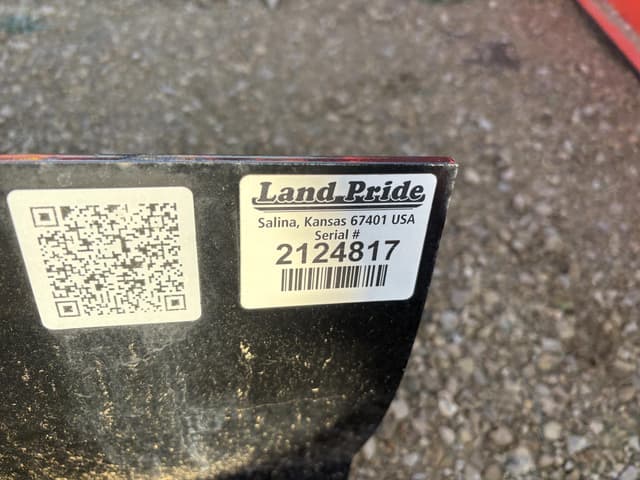 Land Pride
Salina, Kansas 67401 USA
Serial #
2124817